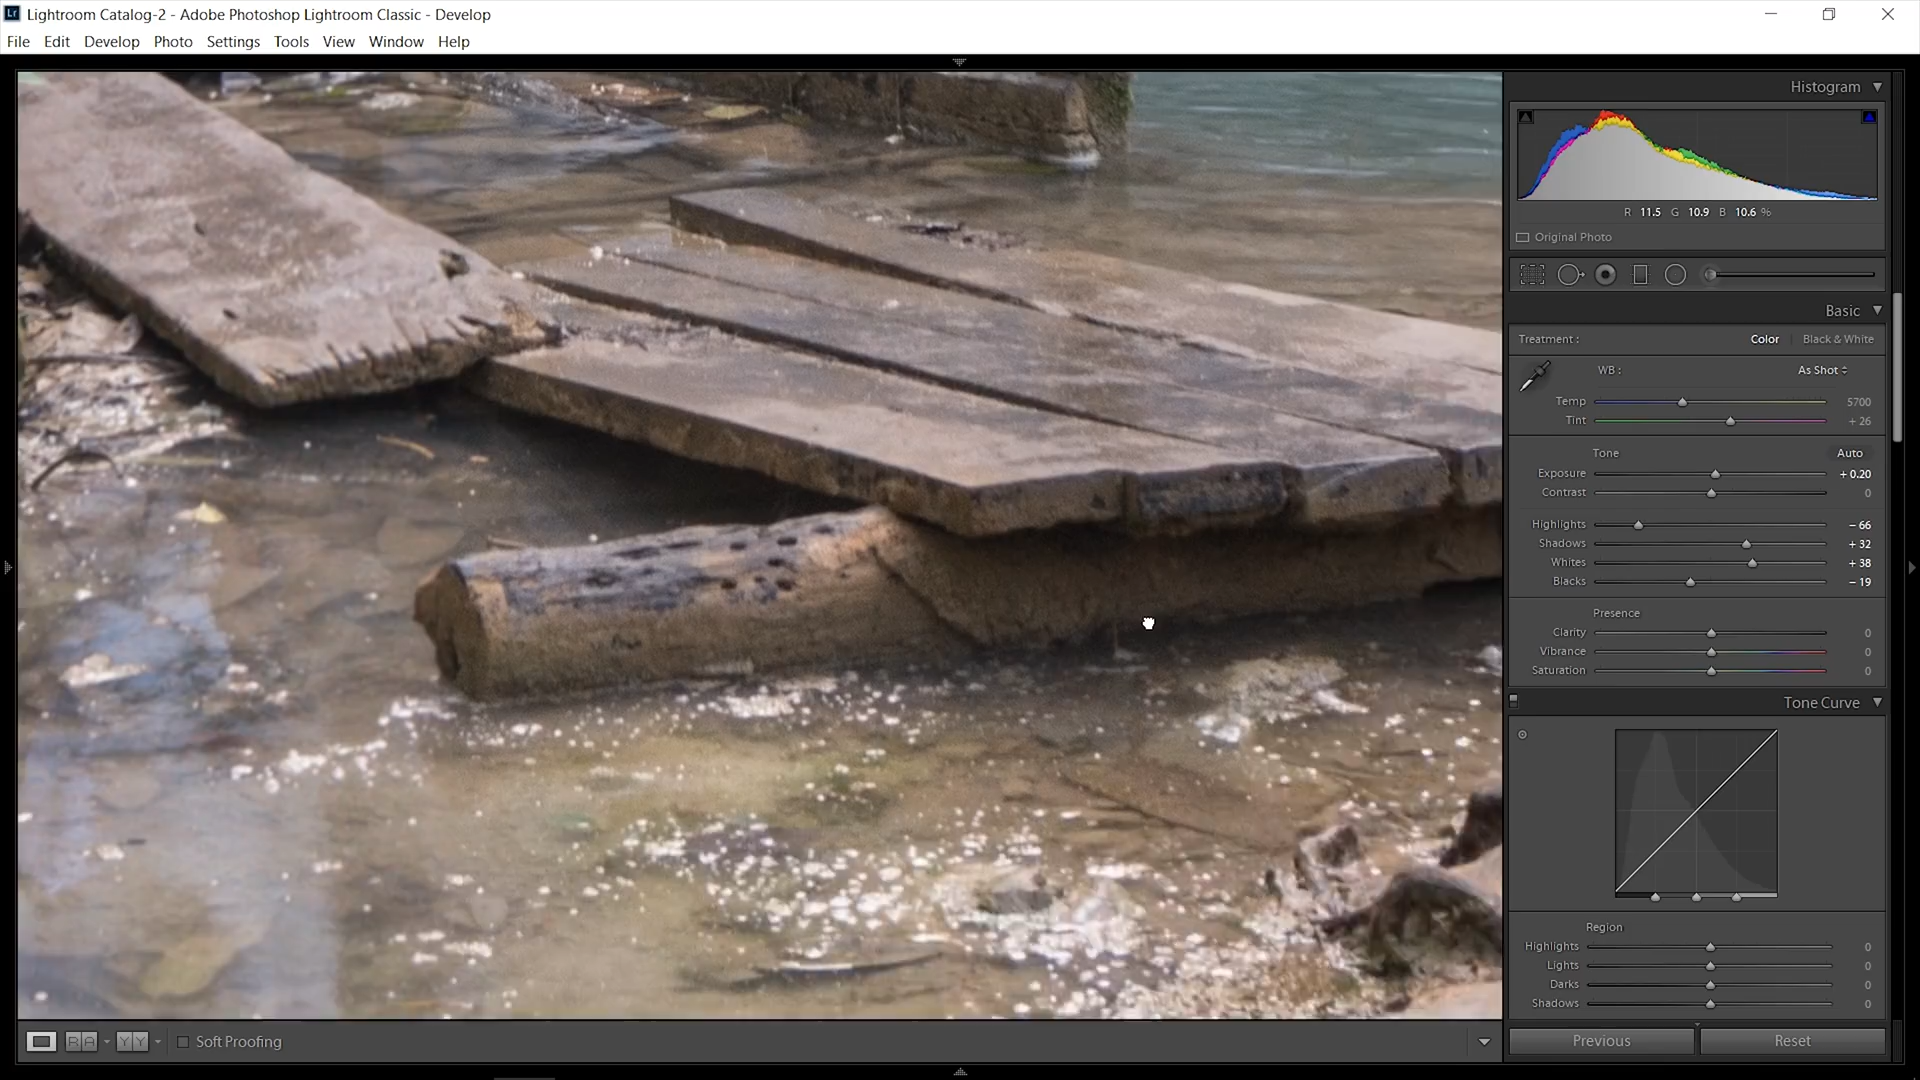 Lr Lightroom Catalog-2 - Adobe Photoshop Lightroom Classic - Develop
File Edit Develop Photo Settings Tools View Window Help
Histogram
R 11.5 G 10.9 B 10.6 %
Original Photo
Basic
Treatment : Color Black & White
WB : As Shot
Temp 5700
Tint + 26
Tone Auto
Exposure + 0.20
Contrast 0
Highlights – 66
Shadows + 32
Whites + 38
Blacks – 19
Presence
Clarity 0
Vibrance 0
Saturation 0
Tone Curve
Region
Highlights 0
Lights 0
Darks 0
Shadows 0
R A Y Y Soft Proofing
Previous Reset